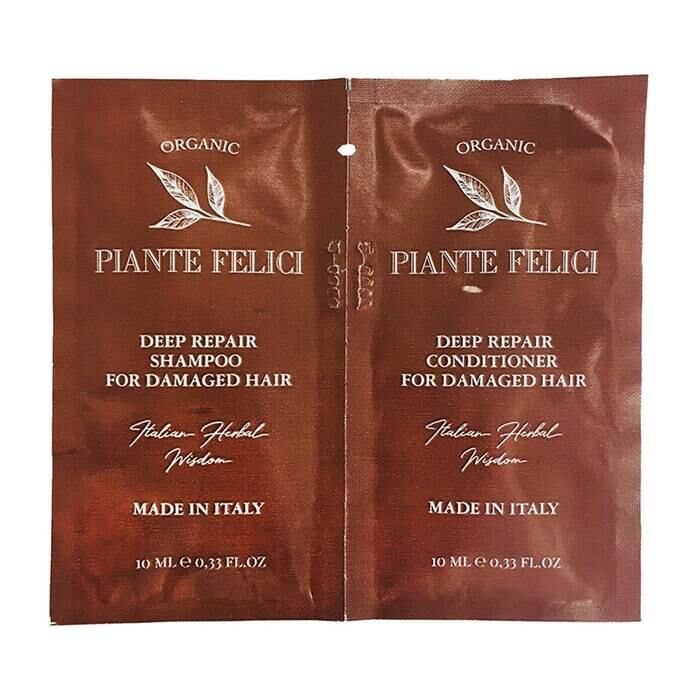 ORGANIC
PIANTE FELICI
DEEP REPAIR
SHAMPOO
FOR DAMAGED HAIR
Italian Herbal
Wisdom
MADE IN ITALY
10 ML ℮ 0,33 FL.OZ
ORGANIC
PIANTE FELICI
DEEP REPAIR
CONDITIONER
FOR DAMAGED HAIR
Italian Herbal
Wisdom
MADE IN ITALY
10 ML ℮ 0,33 FL.OZ